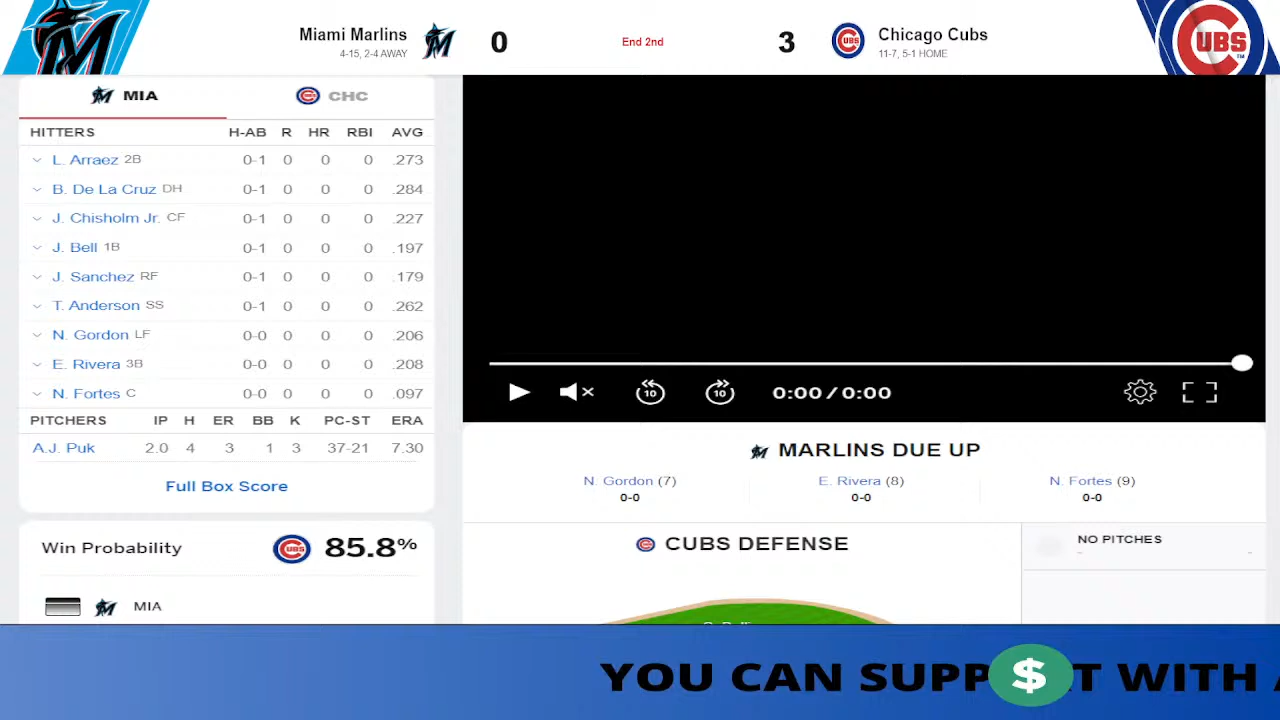 Miami Marlins
4-15, 2-4 AWAY
0
End 2nd
3
Chicago Cubs
11-7, 5-1 HOME
CUBS
MIA
CHC
HITTERS H-AB R HR RBI AVG
L. Arraez 2B 0-1 0 0 0 .273
B. De La Cruz DH 0-1 0 0 0 .284
J. Chisholm Jr. CF 0-1 0 0 0 .227
J. Bell 1B 0-1 0 0 0 .197
J. Sanchez RF 0-1 0 0 0 .179
T. Anderson SS 0-1 0 0 0 .262
N. Gordon LF 0-0 0 0 0 .206
E. Rivera 3B 0-0 0 0 0 .208
N. Fortes C 0-0 0 0 0 .097
PITCHERS IP H ER BB K PC-ST ERA
A.J. Puk 2.0 4 3 1 3 37-21 7.30
Full Box Score
Win Probability CUBS 85.8%
MIA
10 10 0:00 / 0:00
MARLINS DUE UP
N. Gordon (7) E. Rivera (8) N. Fortes (9)
0-0 0-0 0-0
CUBS DEFENSE
NO PITCHES
- -
YOU CAN SUPP $ T WITH